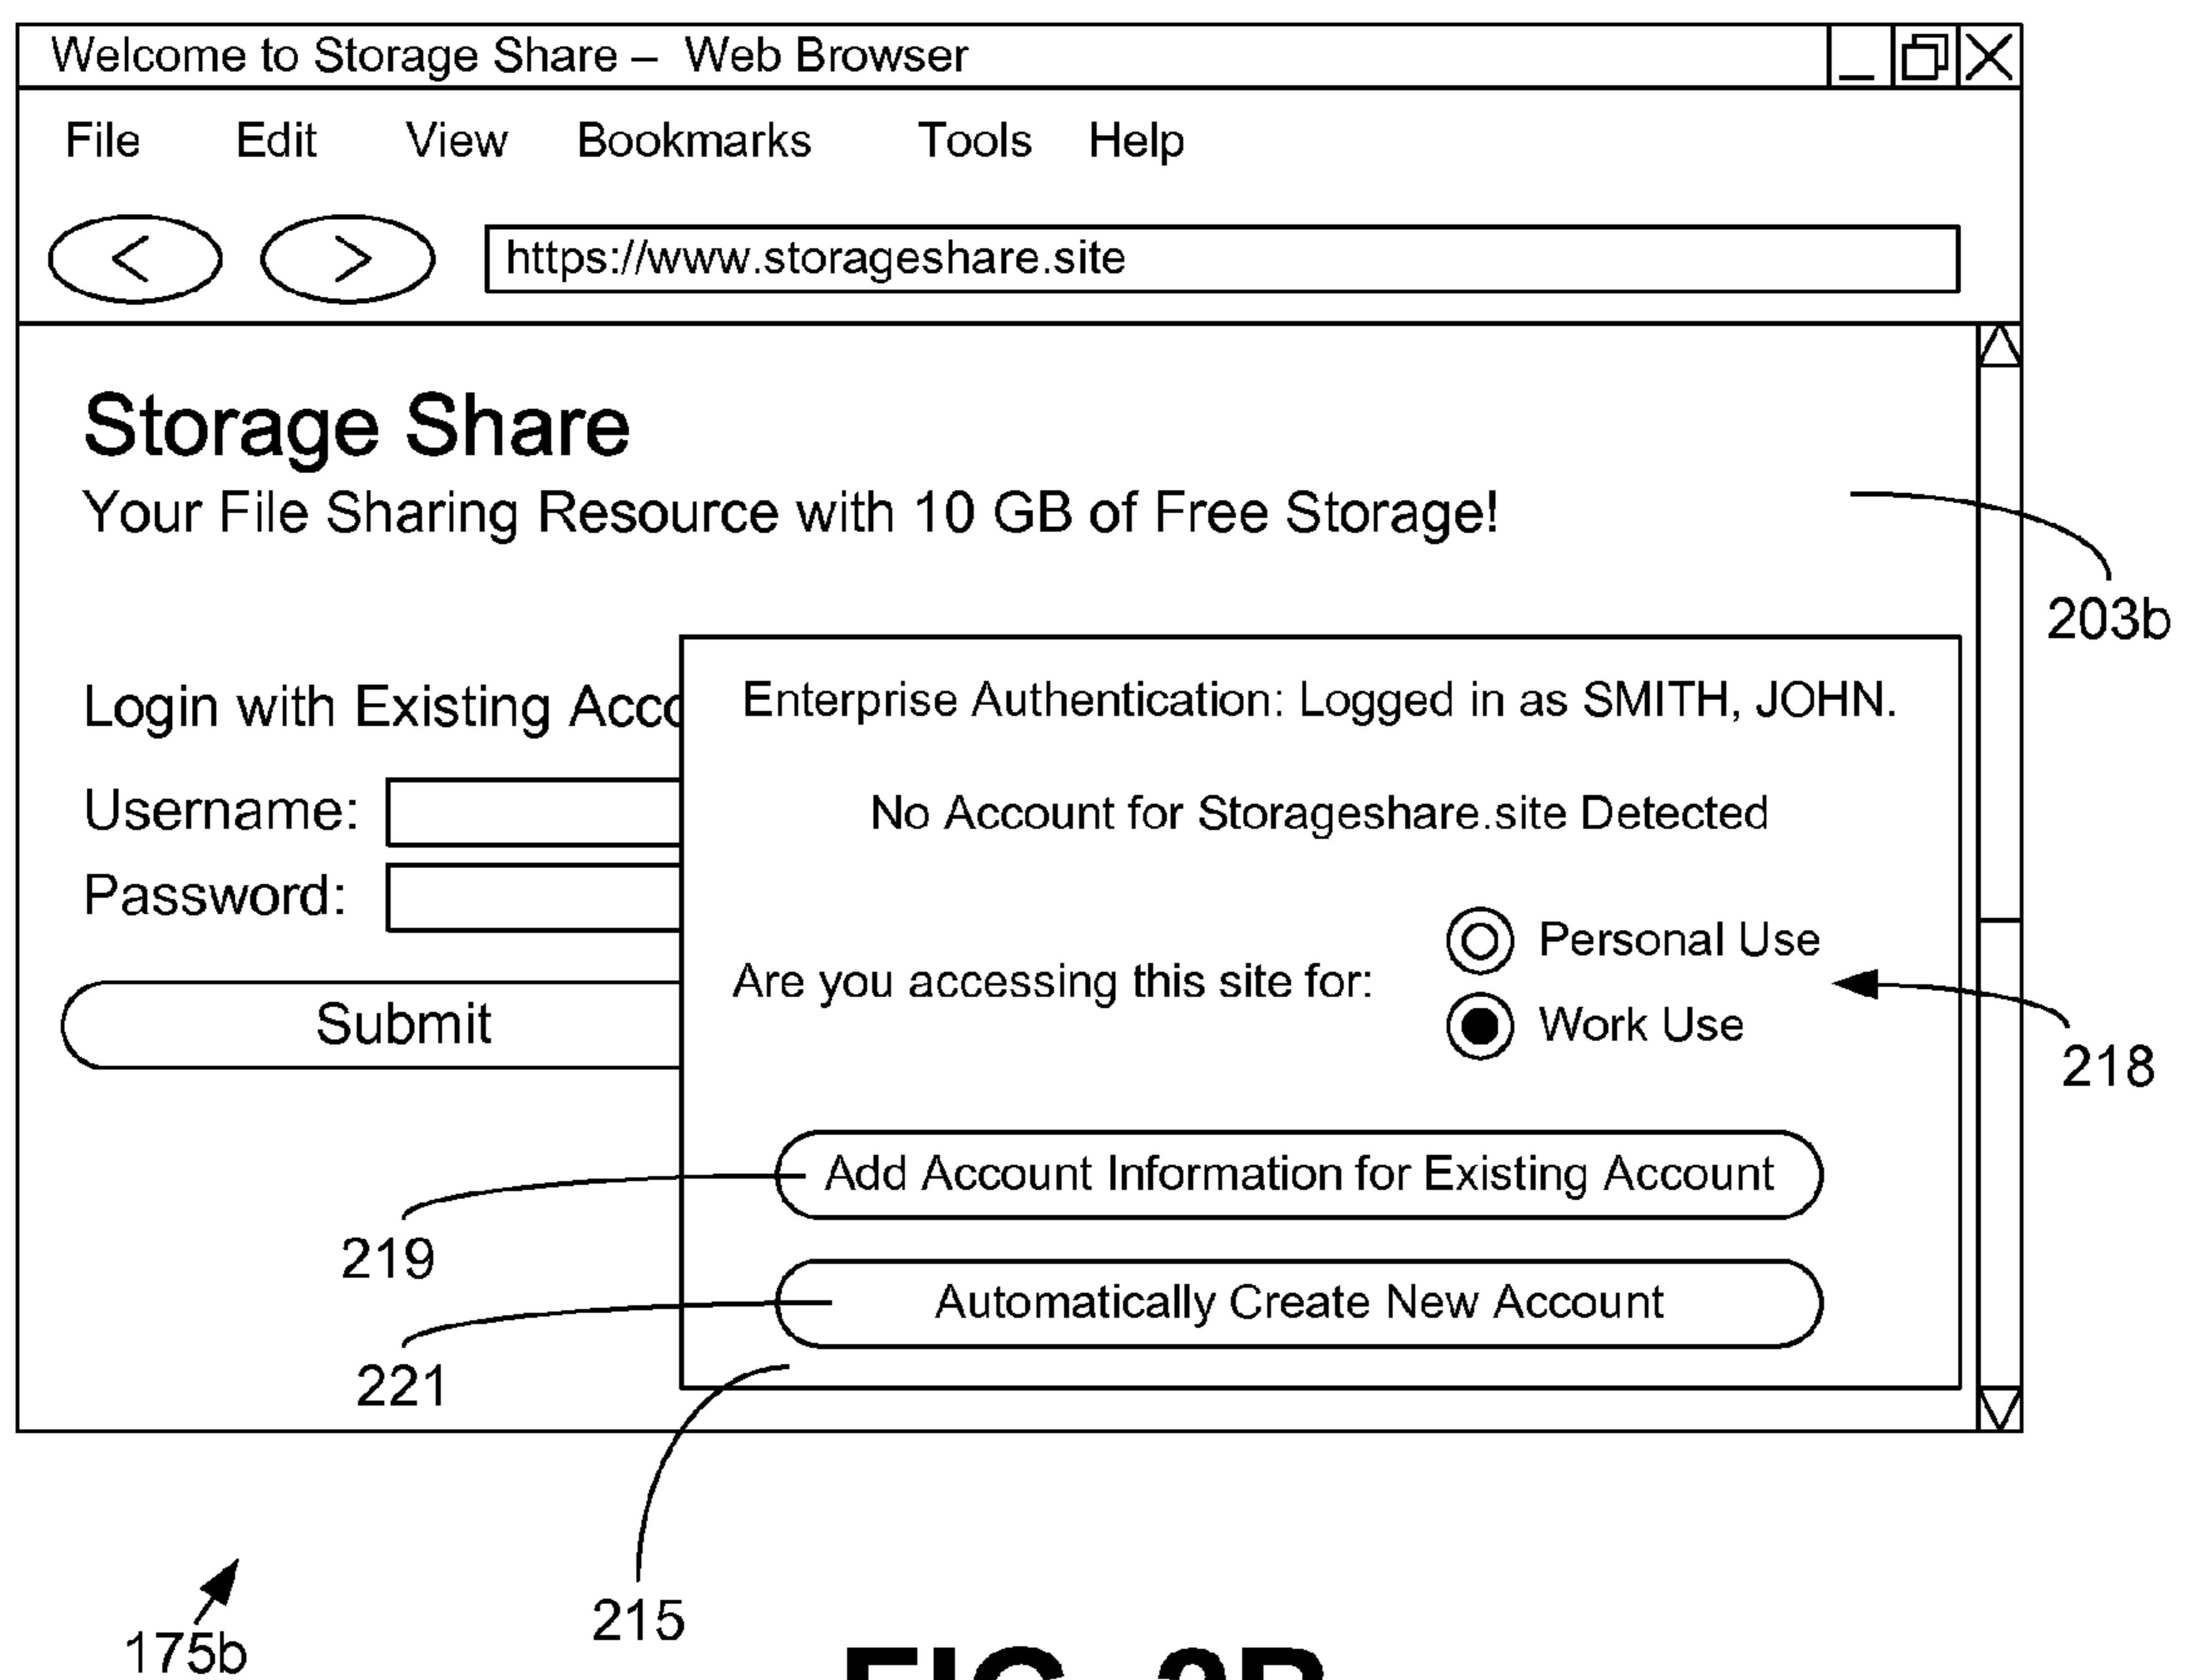 Welcome to Storage Share – Web Browser
File Edit View Bookmarks Tools Help
< > https://www.storageshare.site
Storage Share
Your File Sharing Resource with 10 GB of Free Storage!
203b
Login with Existing Acco
Username:
Password:
Submit
Enterprise Authentication: Logged in as SMITH, JOHN.
No Account for Storageshare.site Detected
Are you accessing this site for:
Personal Use
Work Use
218
Add Account Information for Existing Account
219
Automatically Create New Account
221
215
175b
FIG. 2B